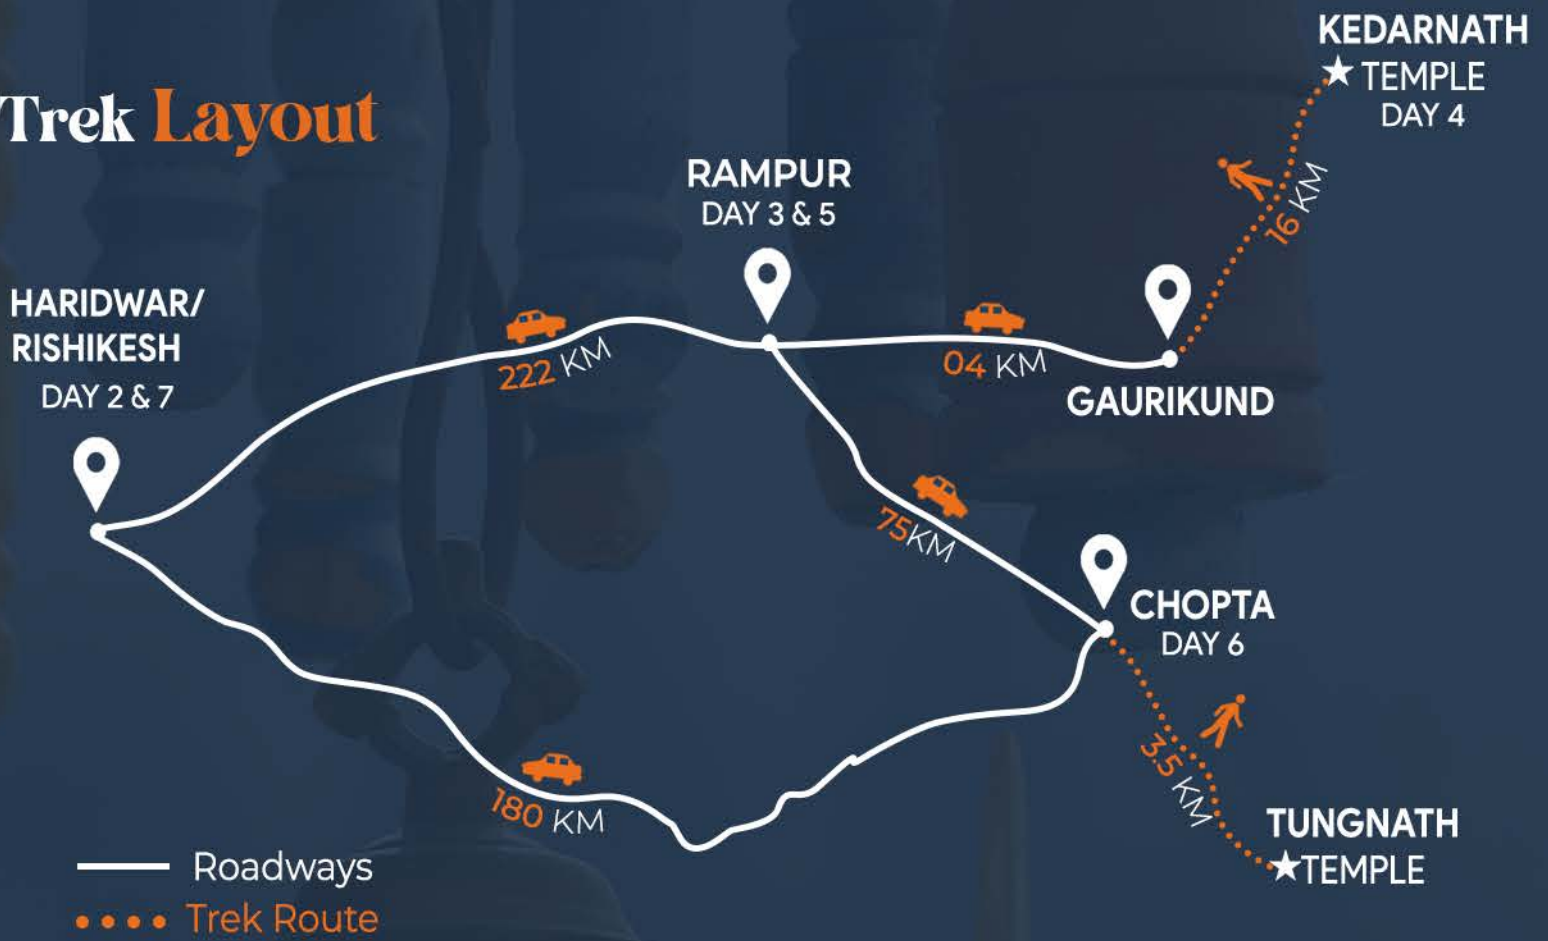 Trek Layout
KEDARNATH
TEMPLE
DAY 4
16 KM
RAMPUR
DAY 3 & 5
HARIDWAR/
RISHIKESH
DAY 2 & 7
222 KM
04 KM
GAURIKUND
75KM
CHOPTA
DAY 6
3.5 KM
180 KM
TUNGNATH
TEMPLE
Roadways
Trek Route